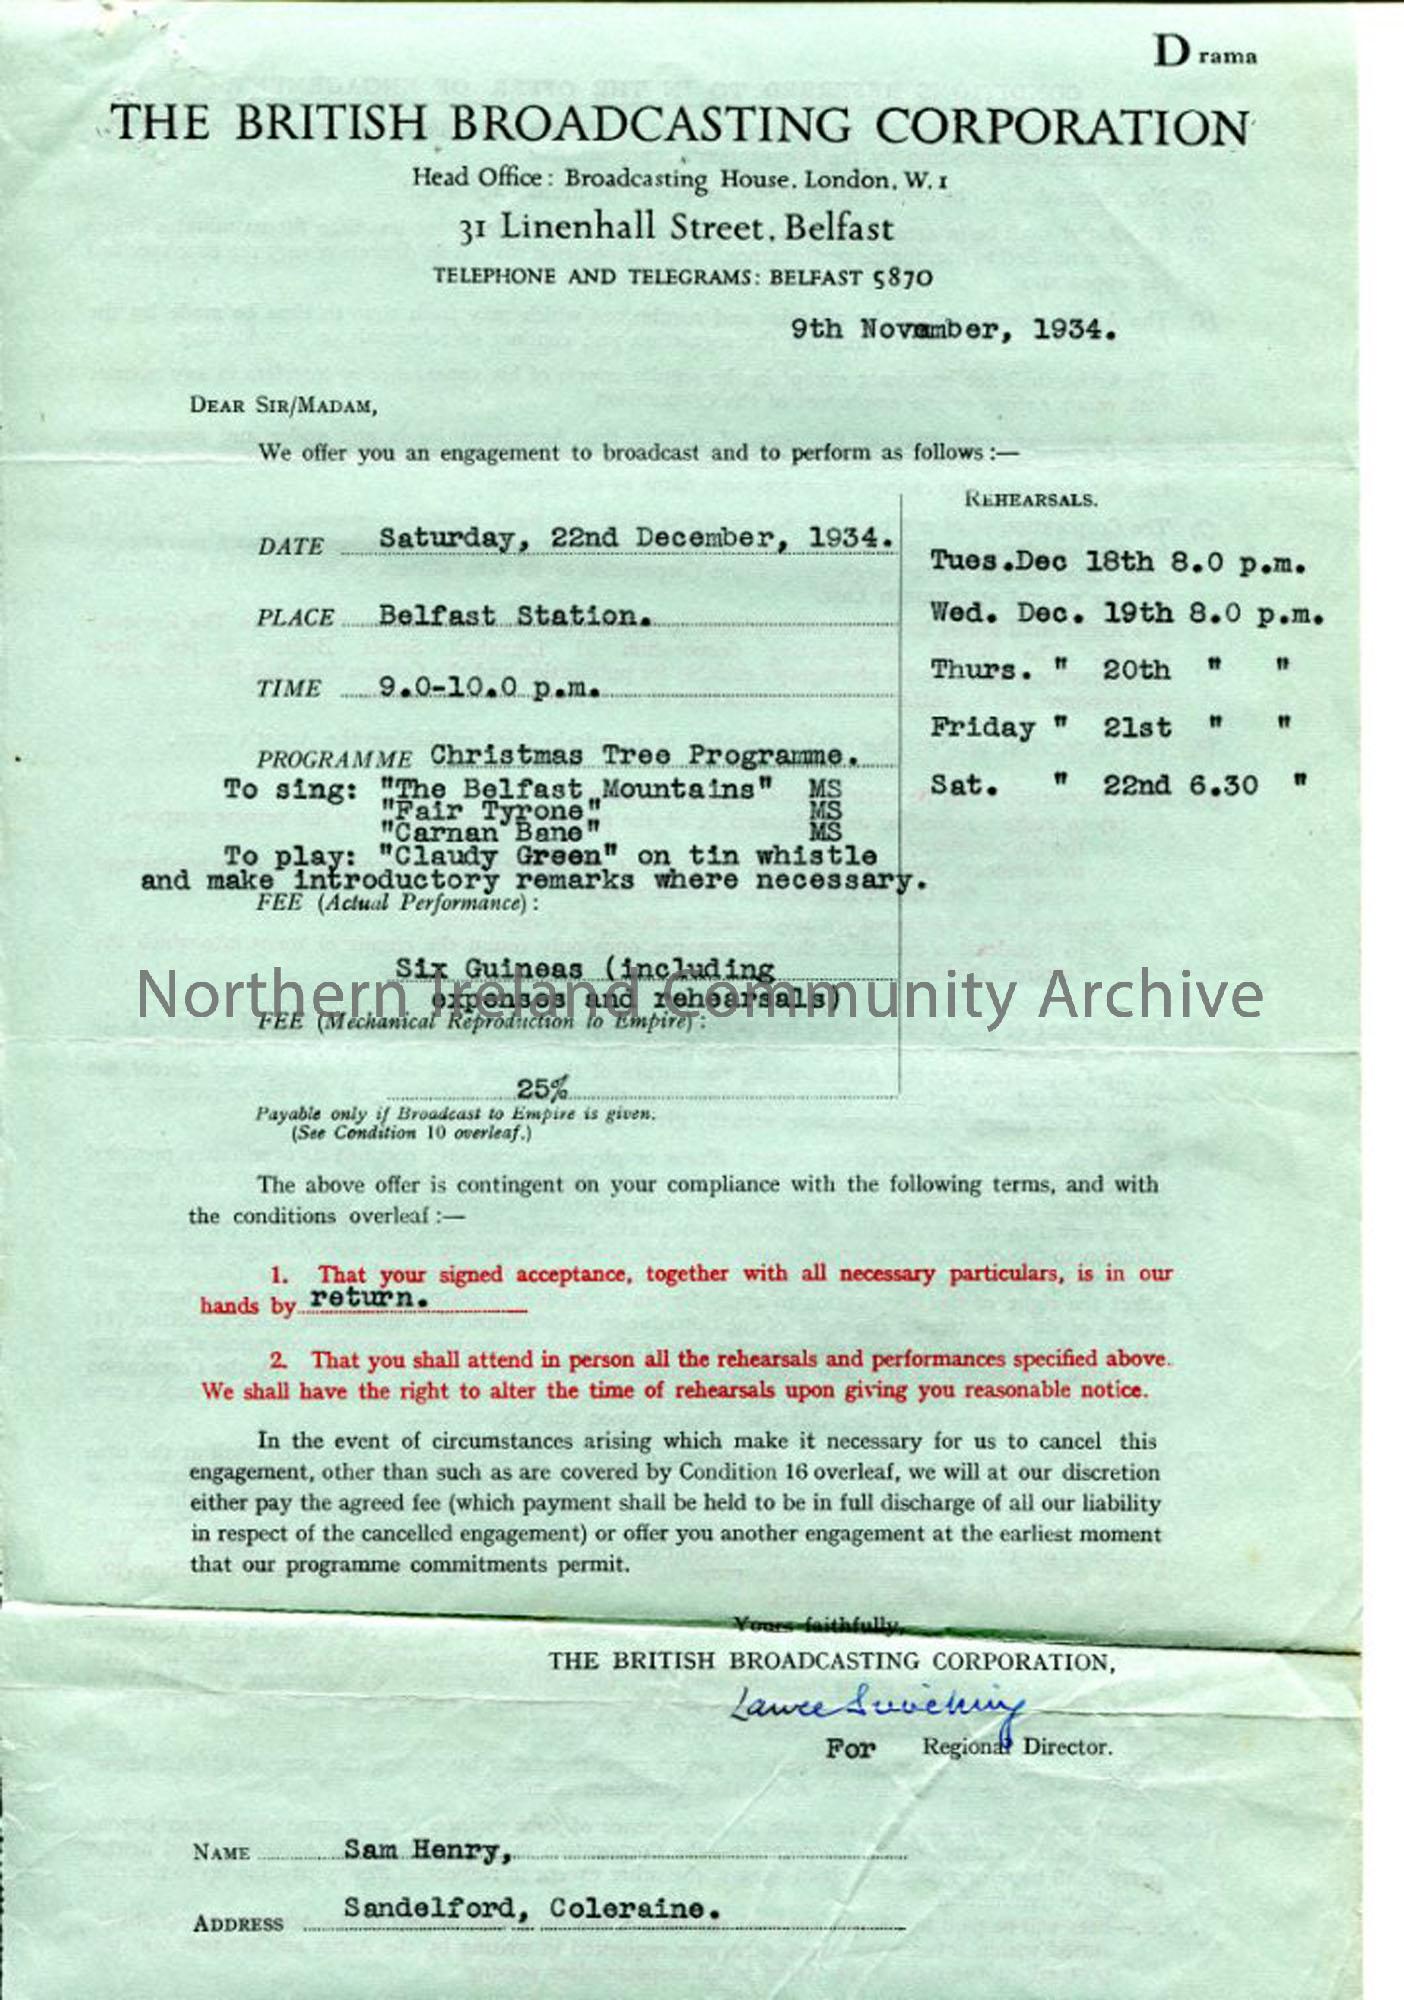 Drama
THE BRITISH BROADCASTING CORPORATION
Head Office: Broadcasting House, London, W.1
31 Linenhall Street, Belfast
TELEPHONE AND TELEGRAMS: BELFAST 5870
9th November, 1934.
DEAR SIR/MADAM,
We offer you an engagement to broadcast and to perform as follows:—
DATE Saturday, 22nd December, 1934.
PLACE Belfast Station.
TIME 9.0-10.0 p.m.
PROGRAMME Christmas Tree Programme.
To sing: "The Belfast Mountains" MS
"Fair Tyrone" MS
"Carnan Bane" MS
To play: "Claudy Green" on tin whistle
and make introductory remarks where necessary.
FEE (Actual Performance):
Six Guineas (including
expenses and rehearsals)
FEE (Mechanical Reproduction to Empire):
25%
Payable only if Broadcast to Empire is given.
(See Condition 10 overleaf.)
REHEARSALS.
Tues.Dec 18th 8.0 p.m.
Wed. Dec. 19th 8.0 p.m.
Thurs. " 20th " "
Friday " 21st " "
Sat. " 22nd 6.30 "
Northern Ireland Community Archive
The above offer is contingent on your compliance with the following terms, and with
the conditions overleaf:—
1. That your signed acceptance, together with all necessary particulars, is in our
hands by return.
2. That you shall attend in person all the rehearsals and performances specified above.
We shall have the right to alter the time of rehearsals upon giving you reasonable notice.
In the event of circumstances arising which make it necessary for us to cancel this
engagement, other than such as are covered by Condition 16 overleaf, we will at our discretion
either pay the agreed fee (which payment shall be held to be in full discharge of all our liability
in respect of the cancelled engagement) or offer you another engagement at the earliest moment
that our programme commitments permit.
Yours faithfully,
THE BRITISH BROADCASTING CORPORATION,
For Regional Director.
NAME Sam Henry,
ADDRESS Sandelford, Coleraine.